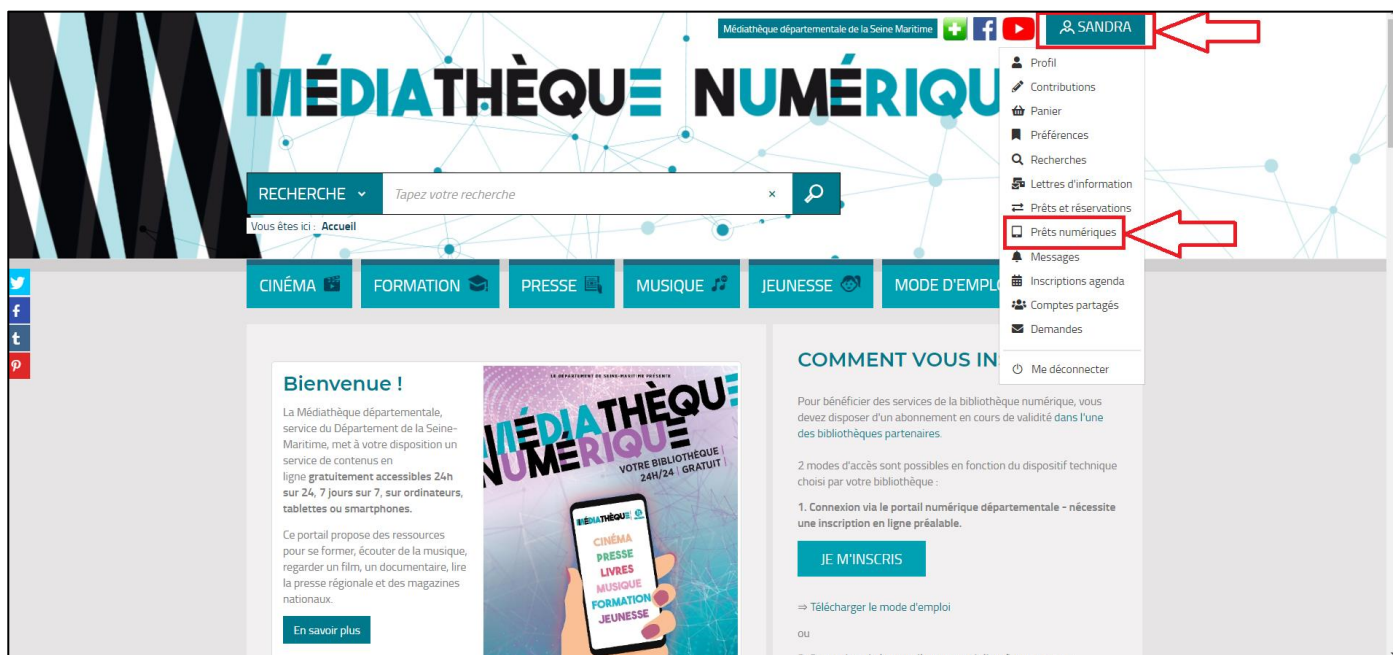 Médiathèque départementale de la Seine Maritime
SANDRA
MÉDIATHÈQUE NUMÉRIQU
Profil
Contributions
Panier
Préférences
Recherches
Lettres d'information
Prêts et réservations
Prêts numériques
Messages
Inscriptions agenda
Comptes partagés
Demandes
Me déconnecter
RECHERCHE
Tapez votre recherche
×
Vous êtes ici : Accueil
CINÉMA
FORMATION
PRESSE
MUSIQUE
JEUNESSE
MODE D'EMPLO
Bienvenue !
La Médiathèque départementale,
service du Département de la Seine-
Maritime, met à votre disposition un
service de contenus en
ligne gratuitement accessibles 24h
sur 24, 7 jours sur 7, sur ordinateurs,
tablettes ou smartphones.
Ce portail propose des ressources
pour se former, écouter de la musique,
regarder un film, un documentaire, lire
la presse régionale et des magazines
nationaux.
En savoir plus
LE DÉPARTEMENT DE SEINE-MARITIME PRÉSENTE
MÉDIATHÈQUE
NUMÉRIQUE
VOTRE BIBLIOTHÈQUE
24H/24 | GRATUIT
MÉDIATHÈQUE
CINÉMA
PRESSE
LIVRES
MUSIQUE
FORMATION
JEUNESSE
COMMENT VOUS INS
Pour bénéficier des services de la bibliothèque numérique, vous
devez disposer d'un abonnement en cours de validité dans l'une
des bibliothèques partenaires.
2 modes d'accès sont possibles en fonction du dispositif technique
choisi par votre bibliothèque :
1. Connexion via le portail numérique départementale - nécessite
une inscription en ligne préalable.
JE M'INSCRIS
⇒ Télécharger le mode d'emploi
ou